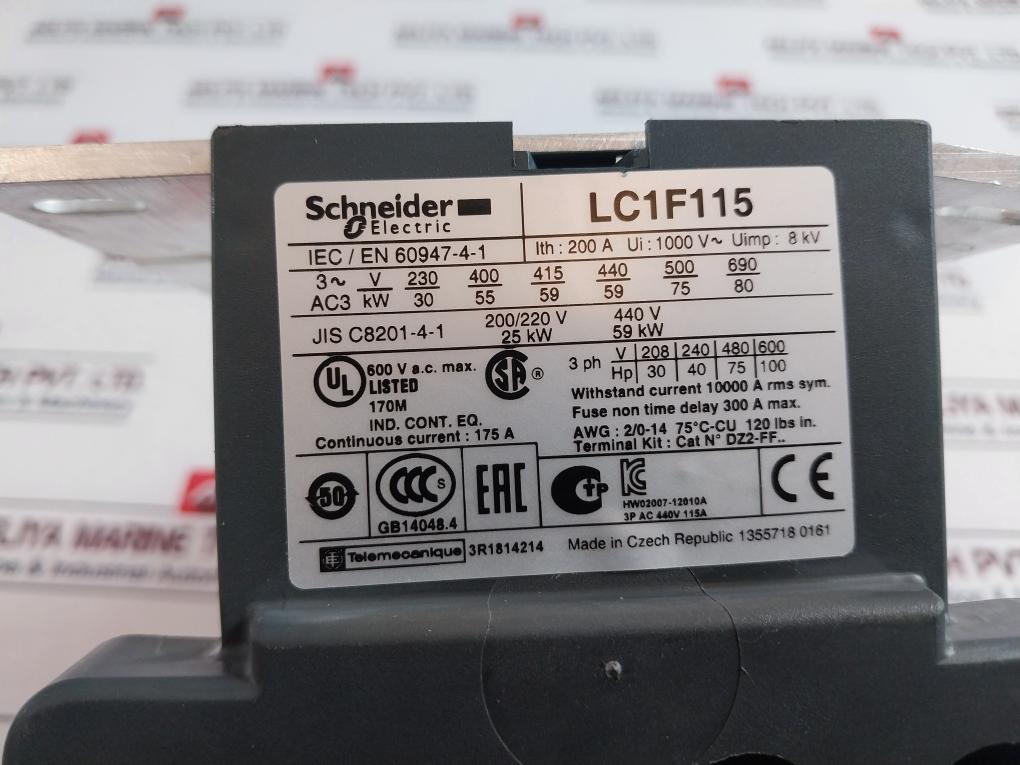 Schneider Electric
LC1F115
IEC / EN 60947-4-1
Ith : 200 A Ui : 1000 V~ Uimp : 8 kV
3~ V 230 400 415 440 500 690
AC3 kW 30 55 59 59 75 80
JIS C8201-4-1
200/220 V 440 V
25 kW 59 kW
UL 600 V a.c. max.
LISTED
170M
IND. CONT. EQ.
Continuous current : 175 A
SA ®
3 ph V 208 240 480 600
Hp 30 40 75 100
Withstand current 10000 A rms sym.
Fuse non time delay 300 A max.
AWG : 2/0-14 75°C-CU 120 lbs in.
Terminal Kit : Cat N° DZ2-FF..
50
CCC S
GB14048.4
EAC
HW02007-12010A
3P AC 440V 115A
CE
Telemecanique 3R1814214
Made in Czech Republic 1355718 0161